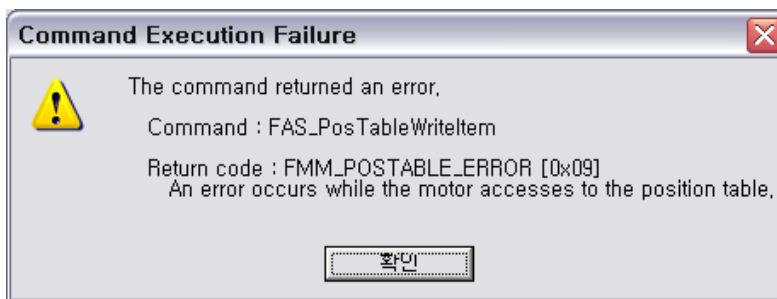 Command Execution Failure
The command returned an error,
Command : FAS_PosTableWriteItem
Return code : FMM_POSTABLE_ERROR [0x09]
An error occurs while the motor accesses to the position table,
확인